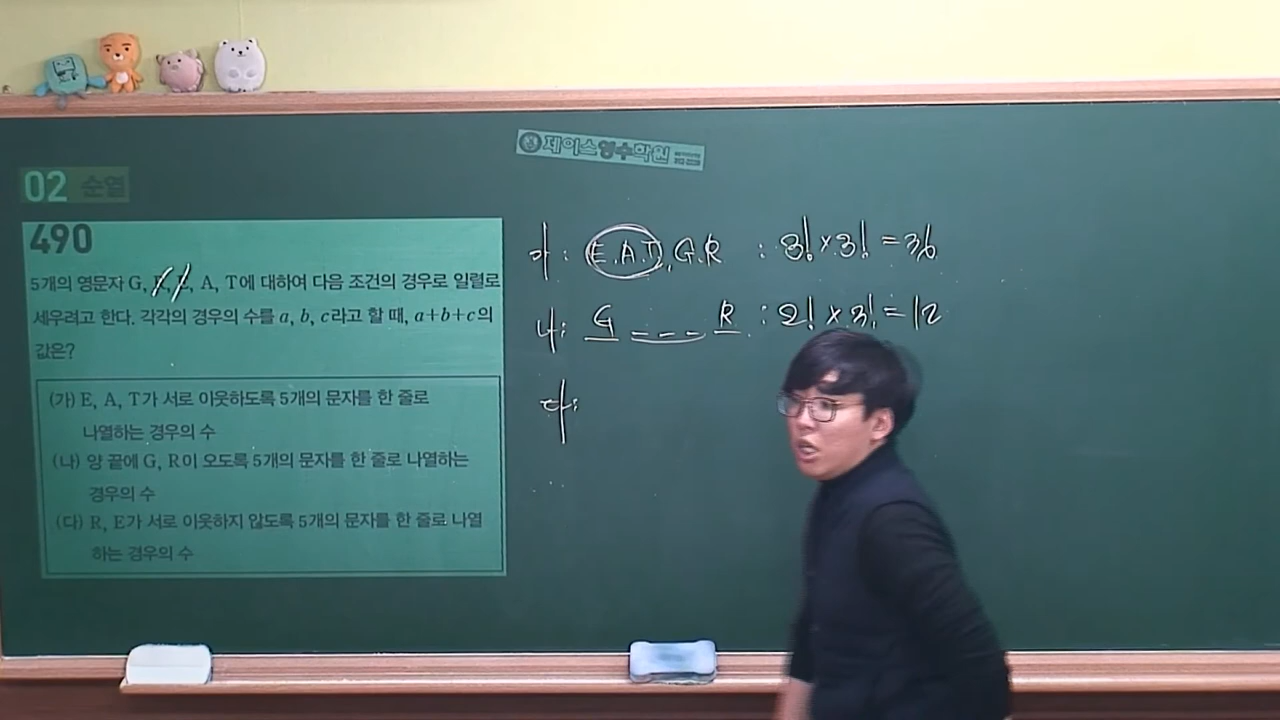 제이스영수학원
02 순열
490
5개의 영문자 G, R, E, A, T에 대하여 다음 조건의 경우로 일렬로
세우려고 한다. 각각의 경우의 수를 a, b, c라고 할 때, a+b+c의
값은?
(가) E, A, T가 서로 이웃하도록 5개의 문자를 한 줄로
나열하는 경우의 수
(나) 양 끝에 G, R이 오도록 5개의 문자를 한 줄로 나열하는
경우의 수
(다) R, E가 서로 이웃하지 않도록 5개의 문자를 한 줄로 나열
하는 경우의 수
가: E.A.T, G.R : 3! × 3! = 36
나: G _ _ _ R : 2! × 3! = 12
다: